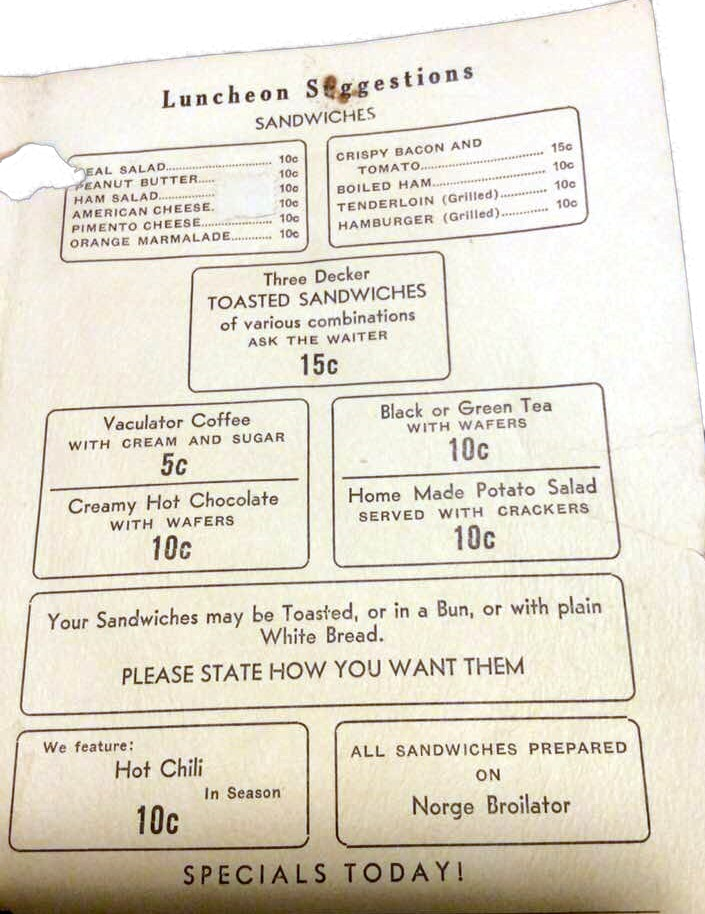 Luncheon Suggestions
SANDWICHES
EAL SALAD.......................... 10c
PEANUT BUTTER.... 10c
HAM SALAD............ 10c
AMERICAN CHEESE. 10c
PIMENTO CHEESE.................. 10c
ORANGE MARMALADE............ 10c
CRISPY BACON AND
TOMATO............................ 15c
BOILED HAM.......................... 10c
TENDERLOIN (Grilled)............ 10c
HAMBURGER (Grilled)............ 10c
Three Decker
TOASTED SANDWICHES
of various combinations
ASK THE WAITER
15c
Vaculator Coffee
WITH CREAM AND SUGAR
5c
Creamy Hot Chocolate
WITH WAFERS
10c
Black or Green Tea
WITH WAFERS
10c
Home Made Potato Salad
SERVED WITH CRACKERS
10c
Your Sandwiches may be Toasted, or in a Bun, or with plain
White Bread.
PLEASE STATE HOW YOU WANT THEM
We feature:
Hot Chili
In Season
10c
ALL SANDWICHES PREPARED
ON
Norge Broilator
SPECIALS TODAY!